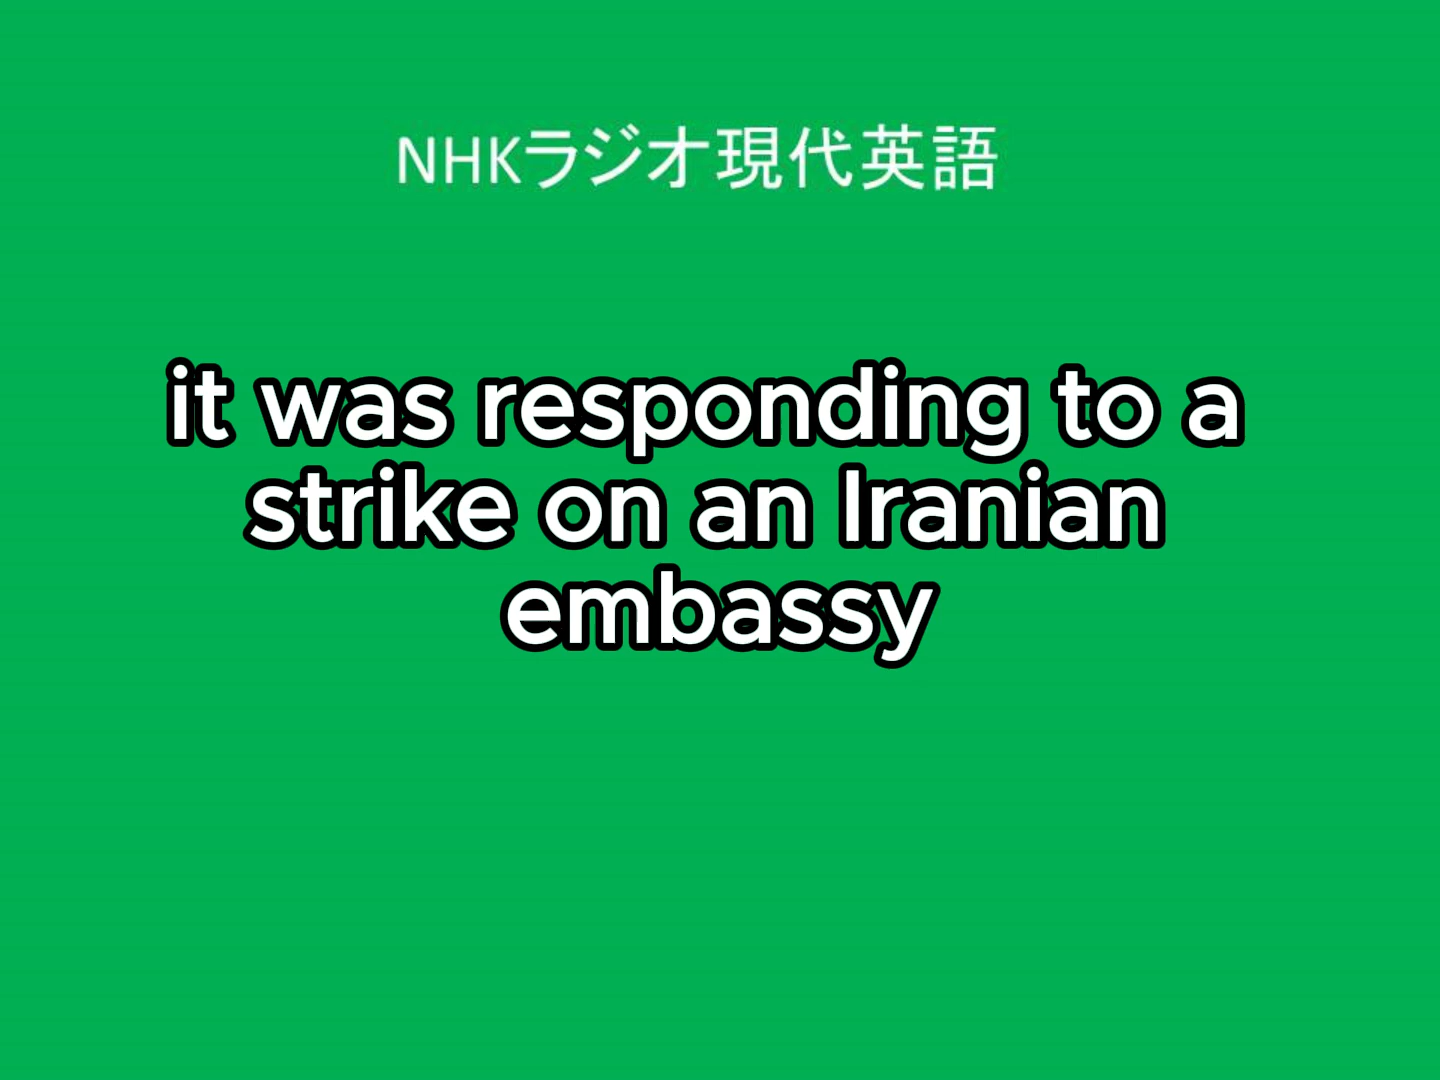 NHKラジオ現代英語
it was responding to a
strike on an Iranian
embassy